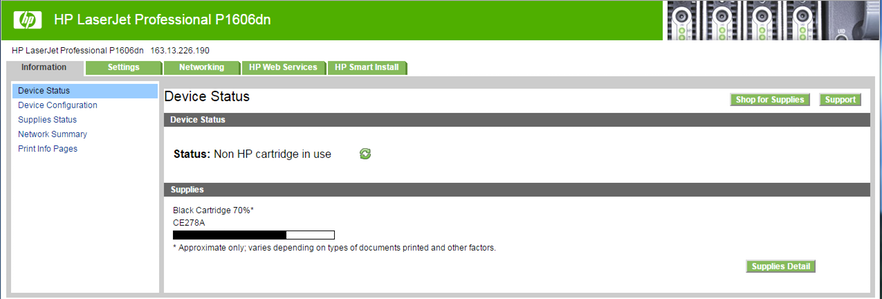 hp HP LaserJet Professional P1606dn
HP LaserJet Professional P1606dn 163.13.226.190
Information Settings Networking HP Web Services HP Smart Install
Device Status
Device Configuration
Supplies Status
Network Summary
Print Info Pages
Device Status
Shop for Supplies Support
Device Status
Status: Non HP cartridge in use
Supplies
Black Cartridge 70%*
CE278A
* Approximate only; varies depending on types of documents printed and other factors.
Supplies Detail